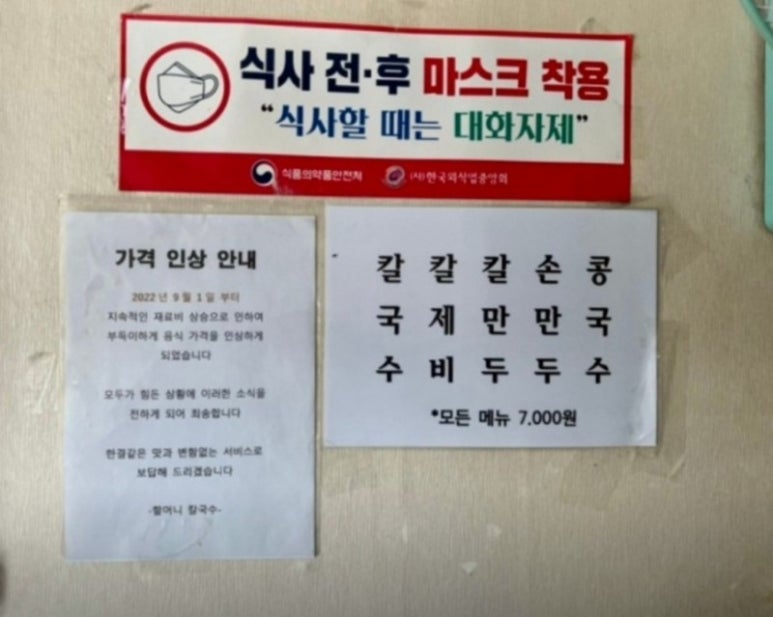 식사 전·후 마스크 착용
“식사할 때는 대화자제”
식품의약품안전처 (사)한국외식업중앙회
가격 인상 안내
2022년 9월 1일 부터
지속적인 재료비 상승으로 인하여
부득이하게 음식 가격을 인상하게
되었습니다
모두가 힘든 상황에 이러한 소식을
전하게 되어 죄송합니다
한결같은 맛과 변함없는 서비스로
보답해 드리겠습니다
-할머니 칼국수-
칼국수
칼제비
칼만두
손만두
콩국수
*모든 메뉴 7.000원